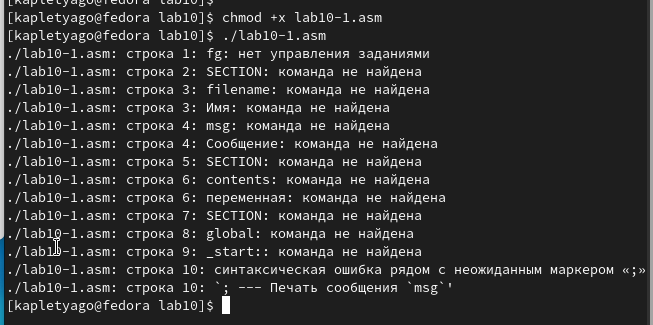 [kapletyago@fedora lab10]$ chmod +x lab10-1.asm
[kapletyago@fedora lab10]$ ./lab10-1.asm
./lab10-1.asm: строка 1: fg: нет управления заданиями
./lab10-1.asm: строка 2: SECTION: команда не найдена
./lab10-1.asm: строка 3: filename: команда не найдена
./lab10-1.asm: строка 3: Имя: команда не найдена
./lab10-1.asm: строка 4: msg: команда не найдена
./lab10-1.asm: строка 4: Сообщение: команда не найдена
./lab10-1.asm: строка 5: SECTION: команда не найдена
./lab10-1.asm: строка 6: contents: команда не найдена
./lab10-1.asm: строка 6: переменная: команда не найдена
./lab10-1.asm: строка 7: SECTION: команда не найдена
./lab10-1.asm: строка 8: global: команда не найдена
./lab10-1.asm: строка 9: _start:: команда не найдена
./lab10-1.asm: строка 10: синтаксическая ошибка рядом с неожиданным маркером «;»
./lab10-1.asm: строка 10: `; --- Печать сообщения `msg`'
[kapletyago@fedora lab10]$